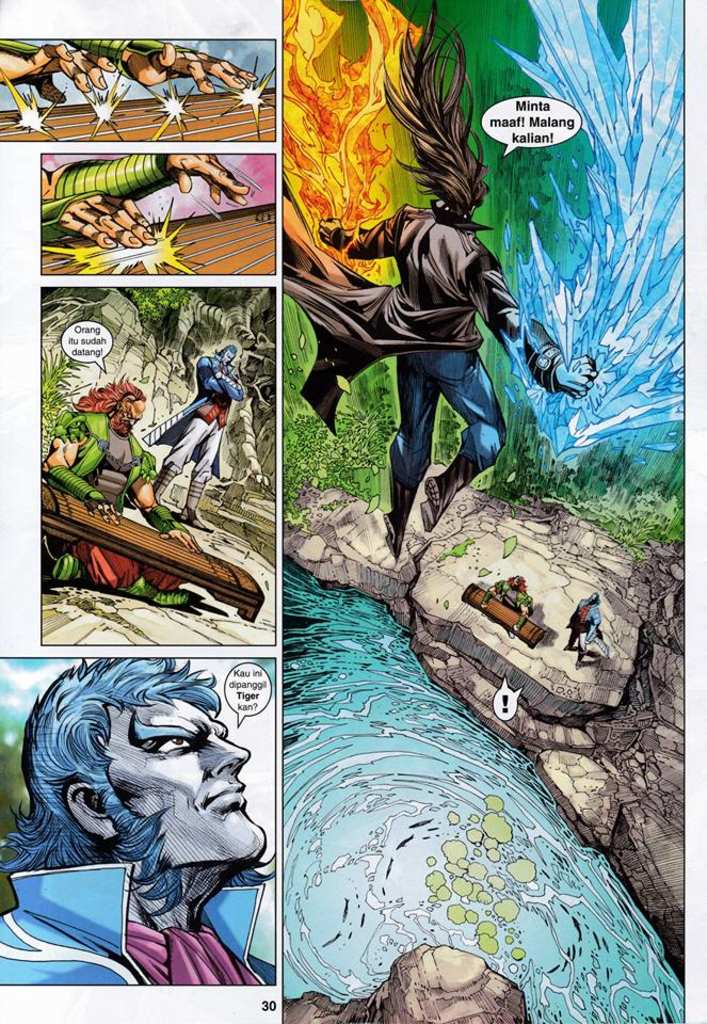 Orang
itu sudah
datang!
Kau ini
dipanggil
Tiger
kan?
Minta
maaf! Malang
kalian!
!
30